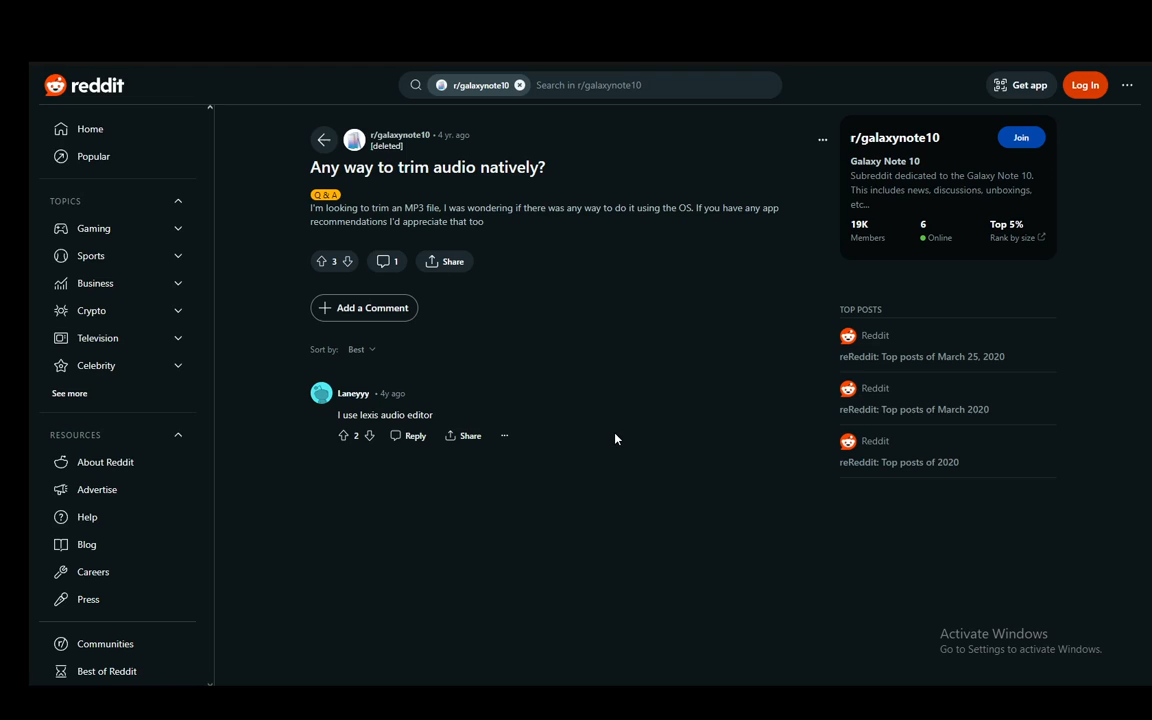 reddit
r/galaxynote10
Search in r/galaxynote10
Get app
Log In
Home
Popular
TOPICS
Gaming
Sports
Business
Crypto
Television
Celebrity
See more
RESOURCES
About Reddit
Advertise
Help
Blog
Careers
Press
Communities
Best of Reddit
r/galaxynote10 • 4 yr. ago
[deleted]
Any way to trim audio natively?
Q & A
I'm looking to trim an MP3 file, I was wondering if there was any way to do it using the OS. If you have any app
recommendations I'd appreciate that too
3
1
Share
Add a Comment
Sort by: Best
Laneyyy • 4y ago
I use lexis audio editor
2
Reply
Share
r/galaxynote10
Join
Galaxy Note 10
Subreddit dedicated to the Galaxy Note 10.
This includes news, discussions, unboxings,
etc...
19K 6 Top 5%
Members Online Rank by size
TOP POSTS
Reddit
reReddit: Top posts of March 25, 2020
Reddit
reReddit: Top posts of March 2020
Reddit
reReddit: Top posts of 2020
Activate Windows
Go to Settings to activate Windows.